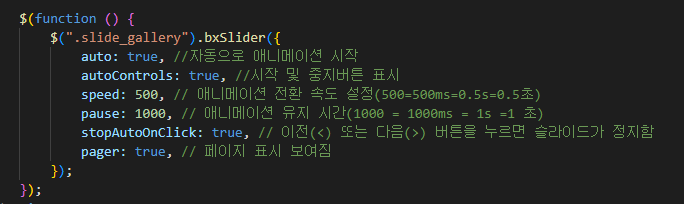 $(function () {
$(".slide_gallery").bxSlider({
auto: true, //자동으로 애니메이션 시작
autoControls: true, //시작 및 중지버튼 표시
speed: 500, // 애니메이션 전환 속도 설정(500=500ms=0.5s=0.5초)
pause: 1000, // 애니메이션 유지 시간(1000 = 1000ms = 1s =1 초)
stopAutoOnClick: true, // 이전(<) 또는 다음(>) 버튼을 누르면 슬라이드가 정지함
pager: true, // 페이지 표시 보여짐
});
});